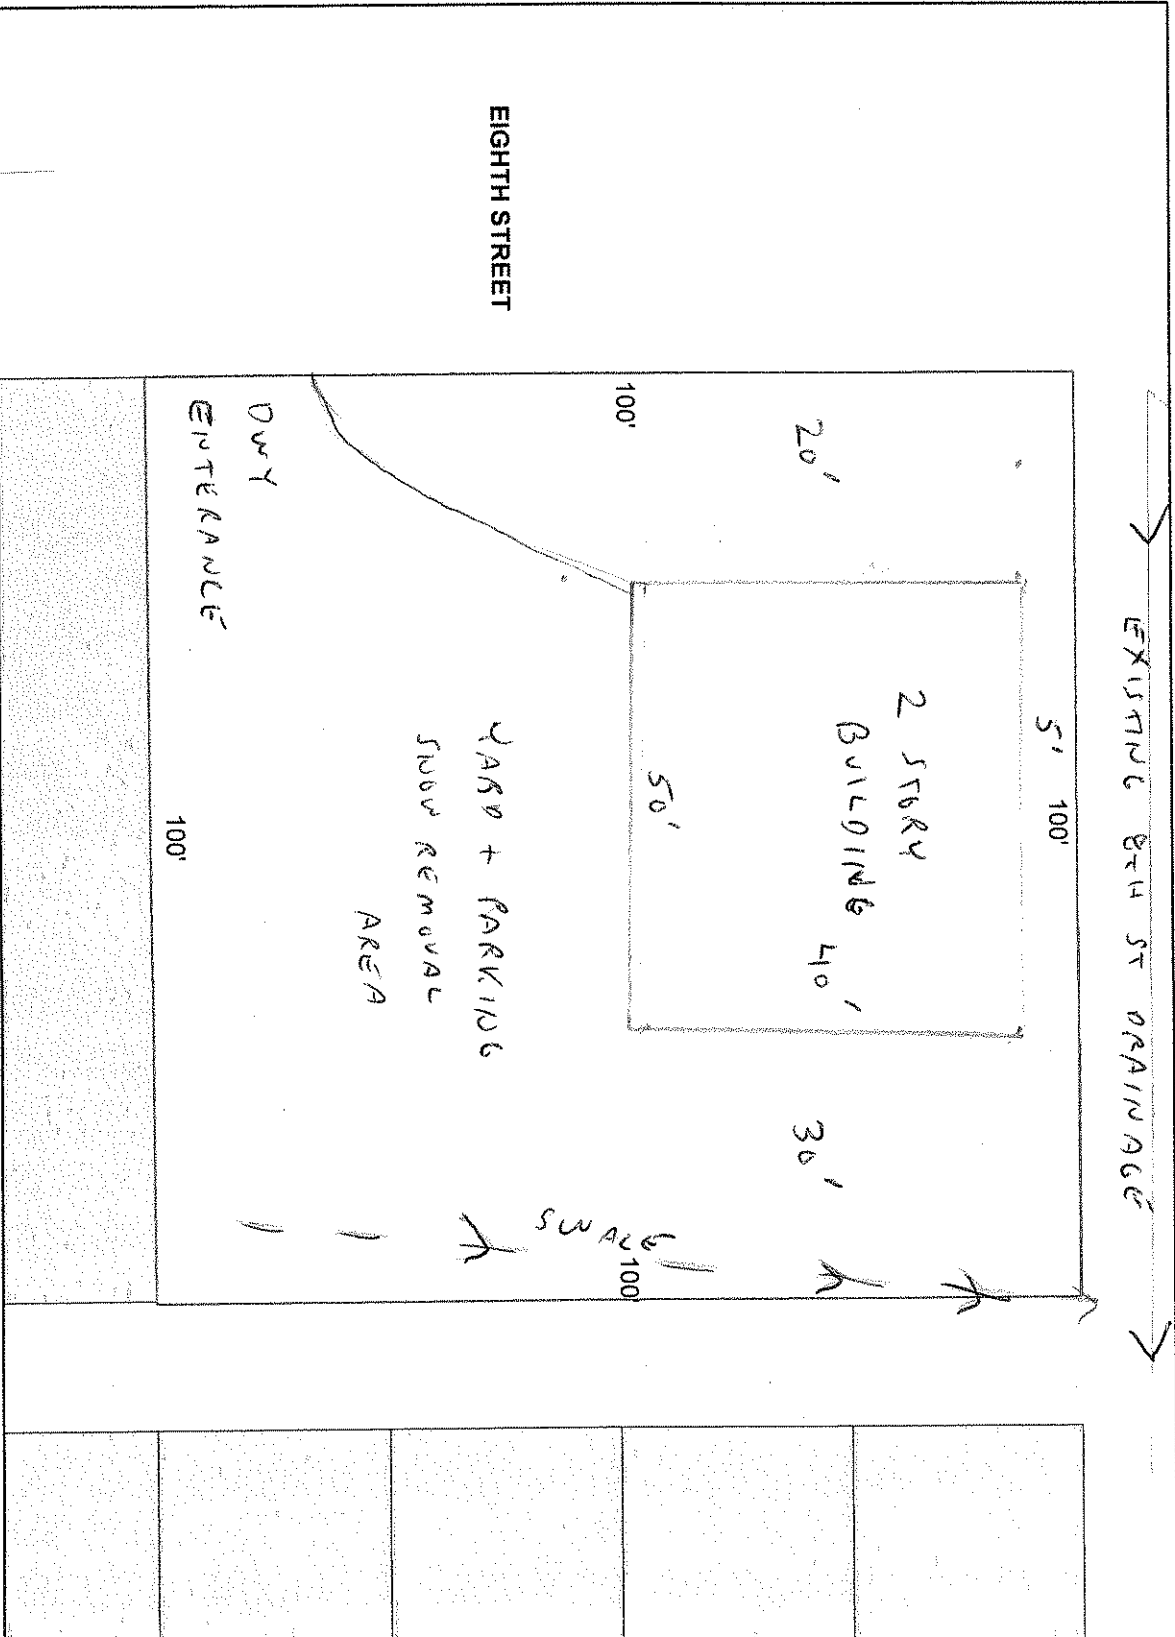 EXISTING 8TH ST DRAINAGE
100'
5'
2 STORY
BUILDING
40'
20'
30'
50'
100'
100
SWALE
EIGHTH STREET
YARD + PARKING
SNOW REMOVAL
AREA
DWY
ENTERANCE
100'